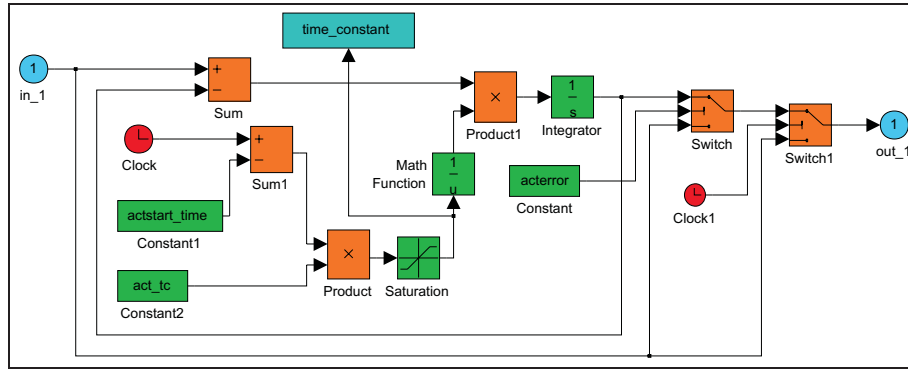 time_constant
1
in_1
+
−
Sum
×
Product1
1
s
Integrator
Switch
Switch1
1
out_1
Clock
+
−
Sum1
Math
Function
1
u
acterror
Constant
Clock1
actstart_time
Constant1
×
Product
Saturation
act_tc
Constant2